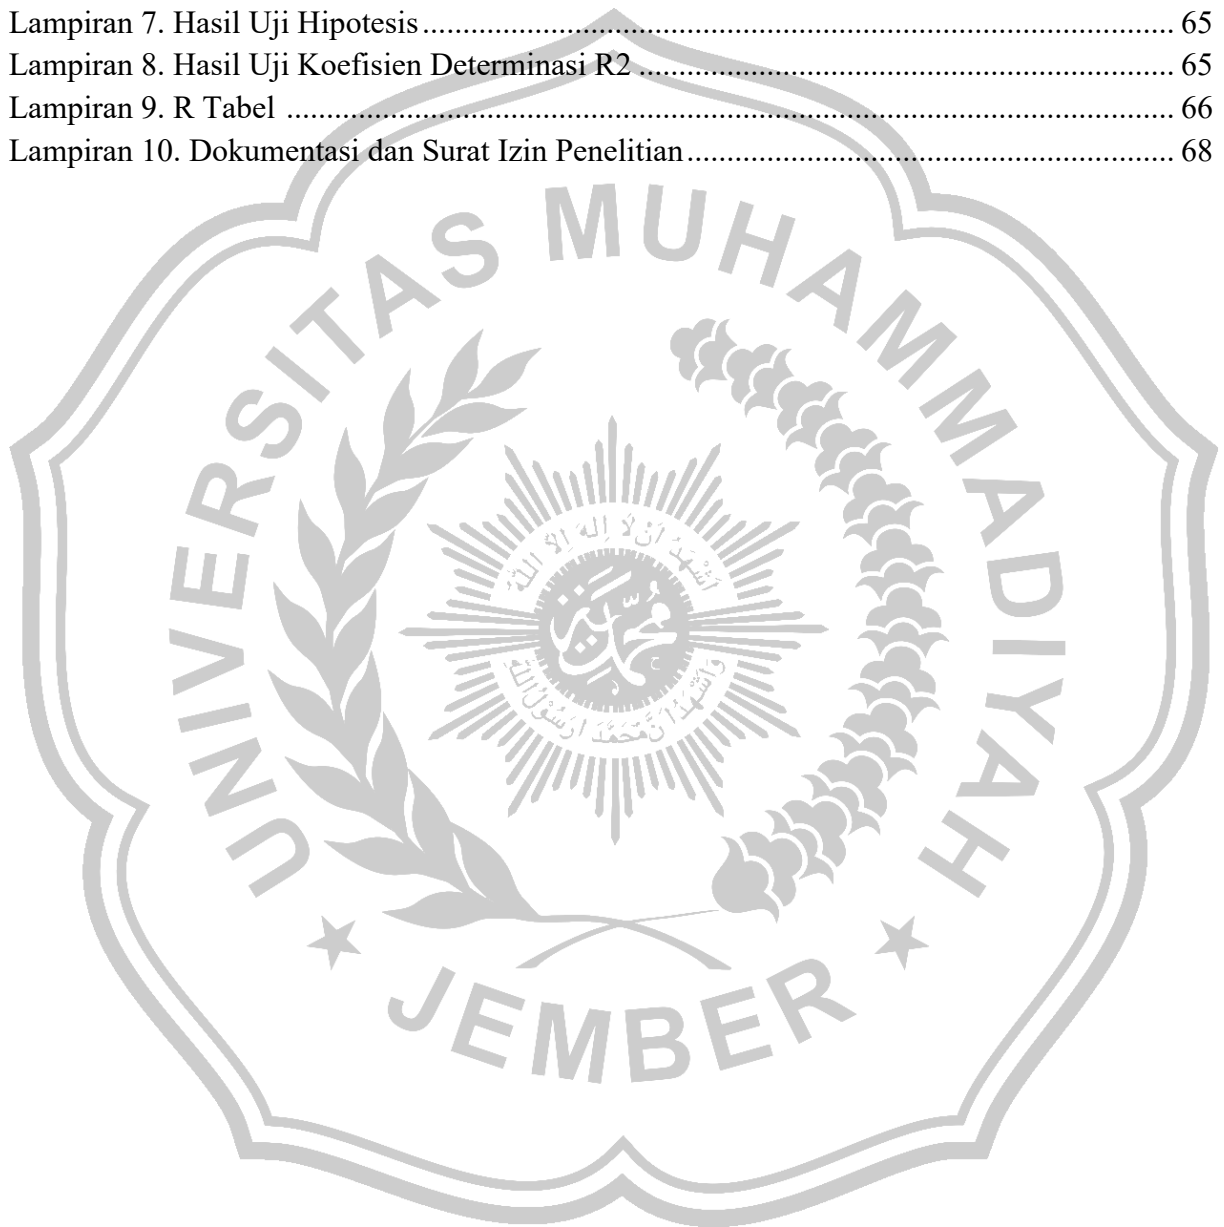 Lampiran 7. Hasil Uji Hipotesis ........................................................................................... 65
Lampiran 8. Hasil Uji Koefisien Determinasi R2 ................................................................ 65
Lampiran 9. R Tabel ........................................................................................................... 66
Lampiran 10. Dokumentasi dan Surat Izin Penelitian .......................................................... 68
UNIVERSITAS MUHAMMADIYAH
JEMBER